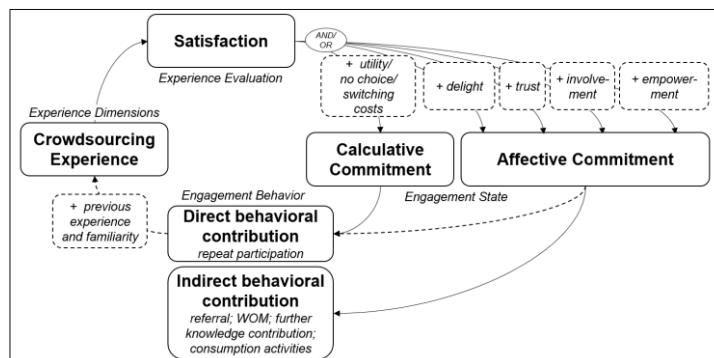 AND/
OR
Satisfaction
Experience Evaluation
+ utility/
no choice/
switching
costs
+ delight
+ trust
+ involve-
ment
+ empower-
ment
Experience Dimensions
Crowdsourcing
Experience
Calculative
Commitment
Affective Commitment
Engagement State
+ previous
experience
and familiarity
Engagement Behavior
Direct behavioral
contribution
repeat participation
Indirect behavioral
contribution
referral; WOM; further
knowledge contribution;
consumption activities